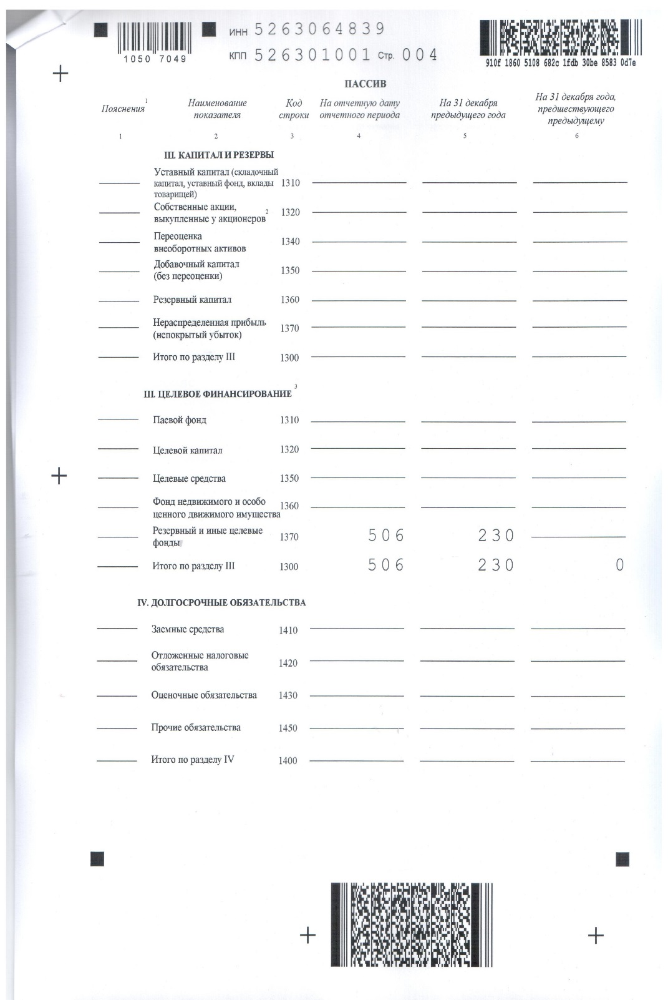 ИНН 5263064839
1050 7049
КПП 526301001 Стр. 004
910f 1860 5108 682c 1fdb 30be 8583 0d7e
ПАССИВ
Пояснения 1
Наименование
показателя
Код
строки
На отчетную дату
отчетного периода
На 31 декабря
предыдущего года
На 31 декабря года,
предшествующего
предыдущему
1 2 3 4 5 6
III. КАПИТАЛ И РЕЗЕРВЫ
Уставный капитал (складочный
капитал, уставный фонд, вклады 1310
товарищей)
Собственные акции,
выкупленные у акционеров 2 1320
Переоценка
внеоборотных активов 1340
Добавочный капитал
(без переоценки) 1350
Резервный капитал 1360
Нераспределенная прибыль
(непокрытый убыток) 1370
Итого по разделу III 1300
III. ЦЕЛЕВОЕ ФИНАНСИРОВАНИЕ 3
Паевой фонд 1310
Целевой капитал 1320
Целевые средства 1350
Фонд недвижимого и особо
ценного движимого имущества 1360
Резервный и иные целевые
фонды 1370 506 230
Итого по разделу III 1300 506 230 0
IV. ДОЛГОСРОЧНЫЕ ОБЯЗАТЕЛЬСТВА
Заемные средства 1410
Отложенные налоговые
обязательства 1420
Оценочные обязательства 1430
Прочие обязательства 1450
Итого по разделу IV 1400